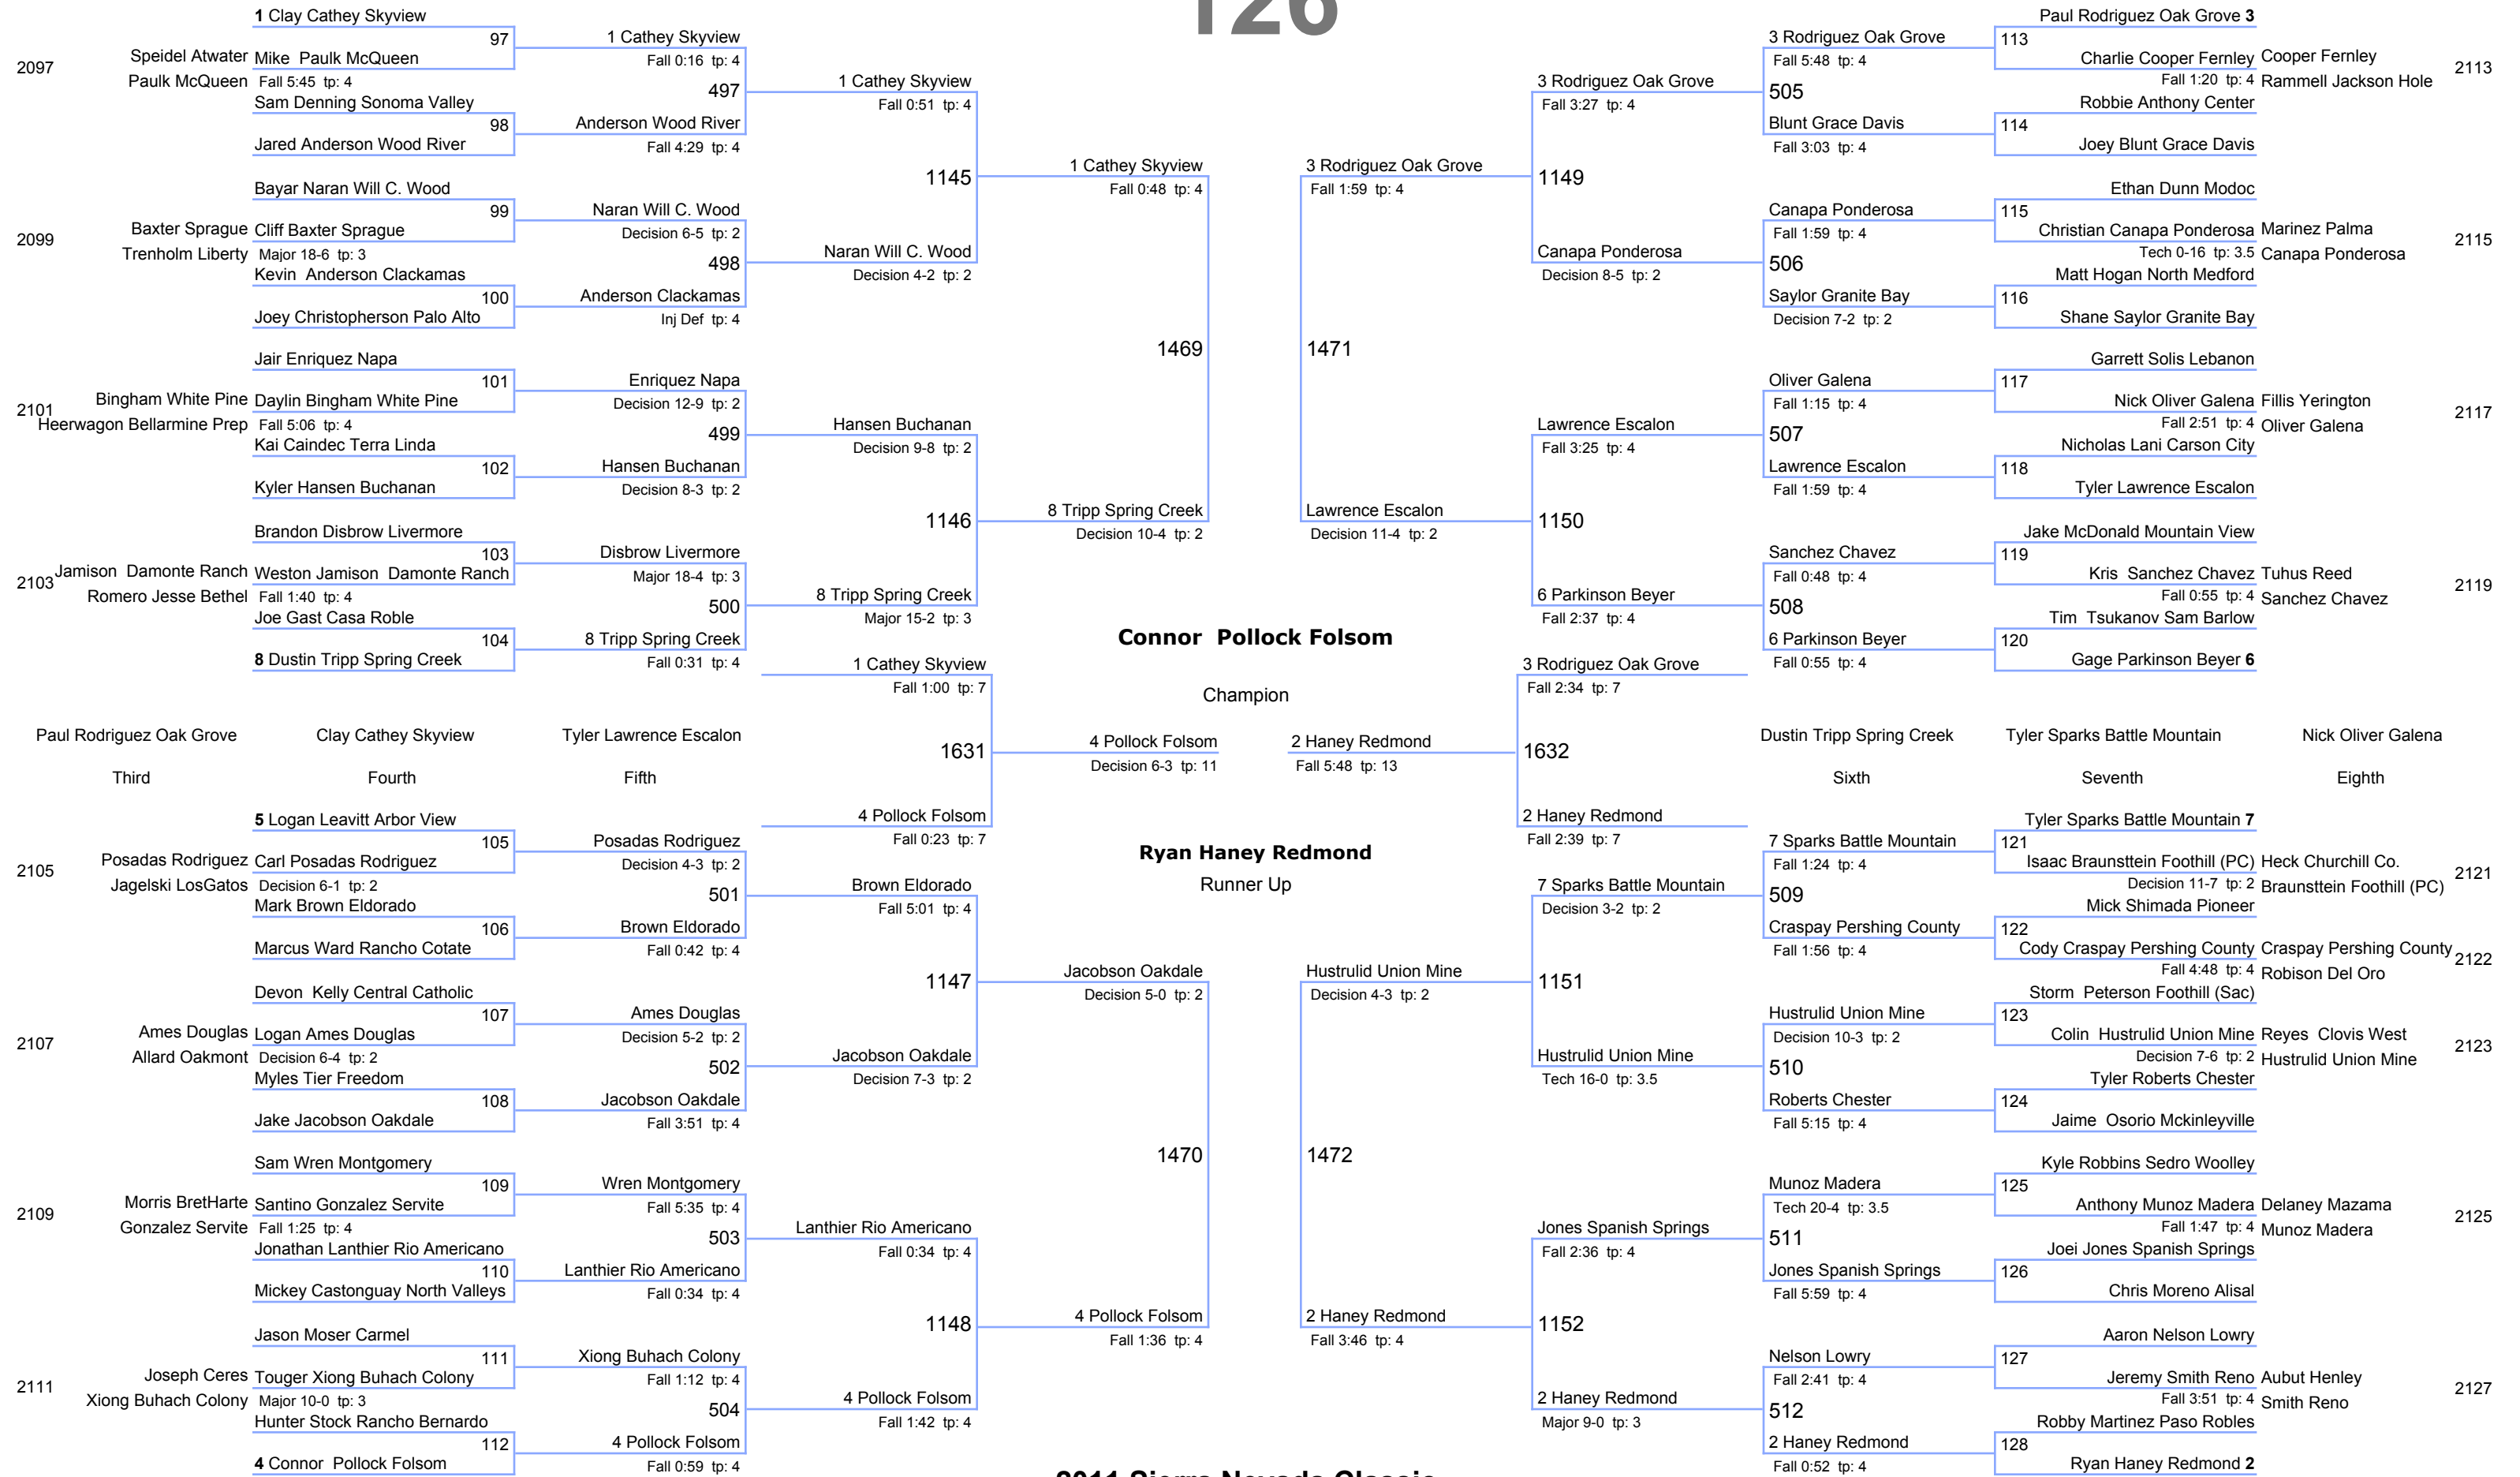 126
1 Clay Cathey Skyview
97
2097
Speidel Atwater
Mike  Paulk McQueen
Paulk McQueen
Fall 5:45  tp: 4
Sam Denning Sonoma Valley
98
Jared Anderson Wood River
Bayar Naran Will C. Wood
99
2099
Baxter Sprague
Cliff Baxter Sprague
Trenholm Liberty
Major 18-6  tp: 3
Kevin  Anderson Clackamas
100
Joey Christopherson Palo Alto
Jair Enriquez Napa
101
2101
Bingham White Pine
Daylin Bingham White Pine
Heerwagon Bellarmine Prep
Fall 5:06  tp: 4
Kai Caindec Terra Linda
102
Kyler Hansen Buchanan
Brandon Disbrow Livermore
103
2103
Jamison  Damonte Ranch
Weston Jamison  Damonte Ranch
Romero Jesse Bethel
Fall 1:40  tp: 4
Joe Gast Casa Roble
104
8 Dustin Tripp Spring Creek
1 Cathey Skyview
Fall 0:16  tp: 4
497
Anderson Wood River
Fall 4:29  tp: 4
Naran Will C. Wood
Decision 6-5  tp: 2
498
Anderson Clackamas
Inj Def  tp: 4
Enriquez Napa
Decision 12-9  tp: 2
499
Hansen Buchanan
Decision 8-3  tp: 2
Disbrow Livermore
Major 18-4  tp: 3
500
8 Tripp Spring Creek
Fall 0:31  tp: 4
1 Cathey Skyview
Fall 0:51  tp: 4
1145
Naran Will C. Wood
Decision 4-2  tp: 2
Hansen Buchanan
Decision 9-8  tp: 2
1146
8 Tripp Spring Creek
Major 15-2  tp: 3
1 Cathey Skyview
Fall 0:48  tp: 4
1469
8 Tripp Spring Creek
Decision 10-4  tp: 2
3 Rodriguez Oak Grove
Fall 1:59  tp: 4
1471
Lawrence Escalon
Decision 11-4  tp: 2
3 Rodriguez Oak Grove
Fall 3:27  tp: 4
1149
Canapa Ponderosa
Decision 8-5  tp: 2
Lawrence Escalon
Fall 3:25  tp: 4
1150
6 Parkinson Beyer
Fall 2:37  tp: 4
3 Rodriguez Oak Grove
Fall 5:48  tp: 4
505
Blunt Grace Davis
Fall 3:03  tp: 4
Canapa Ponderosa
Fall 1:59  tp: 4
506
Saylor Granite Bay
Decision 7-2  tp: 2
Oliver Galena
Fall 1:15  tp: 4
507
Lawrence Escalon
Fall 1:59  tp: 4
Sanchez Chavez
Fall 0:48  tp: 4
508
6 Parkinson Beyer
Fall 0:55  tp: 4
Paul Rodriguez Oak Grove 3
113
Charlie Cooper Fernley
Cooper Fernley
2113
Fall 1:20  tp: 4
Rammell Jackson Hole
Robbie Anthony Center
114
Joey Blunt Grace Davis
Ethan Dunn Modoc
115
Christian Canapa Ponderosa
Marinez Palma
2115
Tech 0-16  tp: 3.5
Canapa Ponderosa
Matt Hogan North Medford
116
Shane Saylor Granite Bay
Garrett Solis Lebanon
117
Nick Oliver Galena
Fillis Yerington
2117
Fall 2:51  tp: 4
Oliver Galena
Nicholas Lani Carson City
118
Tyler Lawrence Escalon
Jake McDonald Mountain View
119
Kris  Sanchez Chavez
Tuhus Reed
2119
Fall 0:55  tp: 4
Sanchez Chavez
Tim  Tsukanov Sam Barlow
120
Gage Parkinson Beyer 6
Connor  Pollock Folsom
Champion
1 Cathey Skyview
Fall 1:00  tp: 7
1631
4 Pollock Folsom
Fall 0:23  tp: 7
4 Pollock Folsom
Decision 6-3  tp: 11
2 Haney Redmond
Fall 5:48  tp: 13
3 Rodriguez Oak Grove
Fall 2:34  tp: 7
1632
2 Haney Redmond
Fall 2:39  tp: 7
Ryan Haney Redmond
Runner Up
Paul Rodriguez Oak Grove
Third
Clay Cathey Skyview
Fourth
Tyler Lawrence Escalon
Fifth
Dustin Tripp Spring Creek
Sixth
Tyler Sparks Battle Mountain
Seventh
Nick Oliver Galena
Eighth
5 Logan Leavitt Arbor View
105
2105
Posadas Rodriguez
Carl Posadas Rodriguez
Jagelski LosGatos
Decision 6-1  tp: 2
Mark Brown Eldorado
106
Marcus Ward Rancho Cotate
Devon  Kelly Central Catholic
107
2107
Ames Douglas
Logan Ames Douglas
Allard Oakmont
Decision 6-4  tp: 2
Myles Tier Freedom
108
Jake Jacobson Oakdale
Sam Wren Montgomery
109
2109
Morris BretHarte
Santino Gonzalez Servite
Gonzalez Servite
Fall 1:25  tp: 4
Jonathan Lanthier Rio Americano
110
Mickey Castonguay North Valleys
Jason Moser Carmel
111
2111
Joseph Ceres
Touger Xiong Buhach Colony
Xiong Buhach Colony
Major 10-0  tp: 3
Hunter Stock Rancho Bernardo
112
4 Connor  Pollock Folsom
Posadas Rodriguez
Decision 4-3  tp: 2
501
Brown Eldorado
Fall 0:42  tp: 4
Ames Douglas
Decision 5-2  tp: 2
502
Jacobson Oakdale
Fall 3:51  tp: 4
Wren Montgomery
Fall 5:35  tp: 4
503
Lanthier Rio Americano
Fall 0:34  tp: 4
Xiong Buhach Colony
Fall 1:12  tp: 4
504
4 Pollock Folsom
Fall 0:59  tp: 4
Brown Eldorado
Fall 5:01  tp: 4
1147
Jacobson Oakdale
Decision 7-3  tp: 2
Lanthier Rio Americano
Fall 0:34  tp: 4
1148
4 Pollock Folsom
Fall 1:42  tp: 4
Jacobson Oakdale
Decision 5-0  tp: 2
1470
4 Pollock Folsom
Fall 1:36  tp: 4
Hustrulid Union Mine
Decision 4-3  tp: 2
1472
2 Haney Redmond
Fall 3:46  tp: 4
7 Sparks Battle Mountain
Decision 3-2  tp: 2
1151
Hustrulid Union Mine
Tech 16-0  tp: 3.5
Jones Spanish Springs
Fall 2:36  tp: 4
1152
2 Haney Redmond
Major 9-0  tp: 3
7 Sparks Battle Mountain
Fall 1:24  tp: 4
509
Craspay Pershing County
Fall 1:56  tp: 4
Hustrulid Union Mine
Decision 10-3  tp: 2
510
Roberts Chester
Fall 5:15  tp: 4
Munoz Madera
Tech 20-4  tp: 3.5
511
Jones Spanish Springs
Fall 5:59  tp: 4
Nelson Lowry
Fall 2:41  tp: 4
512
2 Haney Redmond
Fall 0:52  tp: 4
Tyler Sparks Battle Mountain 7
121
Isaac Braunsttein Foothill (PC)
Heck Churchill Co.
2121
Decision 11-7  tp: 2
Braunsttein Foothill (PC)
Mick Shimada Pioneer
122
Cody Craspay Pershing County
Craspay Pershing County
2122
Fall 4:48  tp: 4
Robison Del Oro
Storm  Peterson Foothill (Sac)
123
Colin  Hustrulid Union Mine
Reyes  Clovis West
2123
Decision 7-6  tp: 2
Hustrulid Union Mine
Tyler Roberts Chester
124
Jaime  Osorio Mckinleyville
Kyle Robbins Sedro Woolley
125
Anthony Munoz Madera
Delaney Mazama
2125
Fall 1:47  tp: 4
Munoz Madera
Joei Jones Spanish Springs
126
Chris Moreno Alisal
Aaron Nelson Lowry
127
Jeremy Smith Reno
Aubut Henley
2127
Fall 3:51  tp: 4
Smith Reno
Robby Martinez Paso Robles
128
Ryan Haney Redmond 2
2011 Sierra Nevada Classic